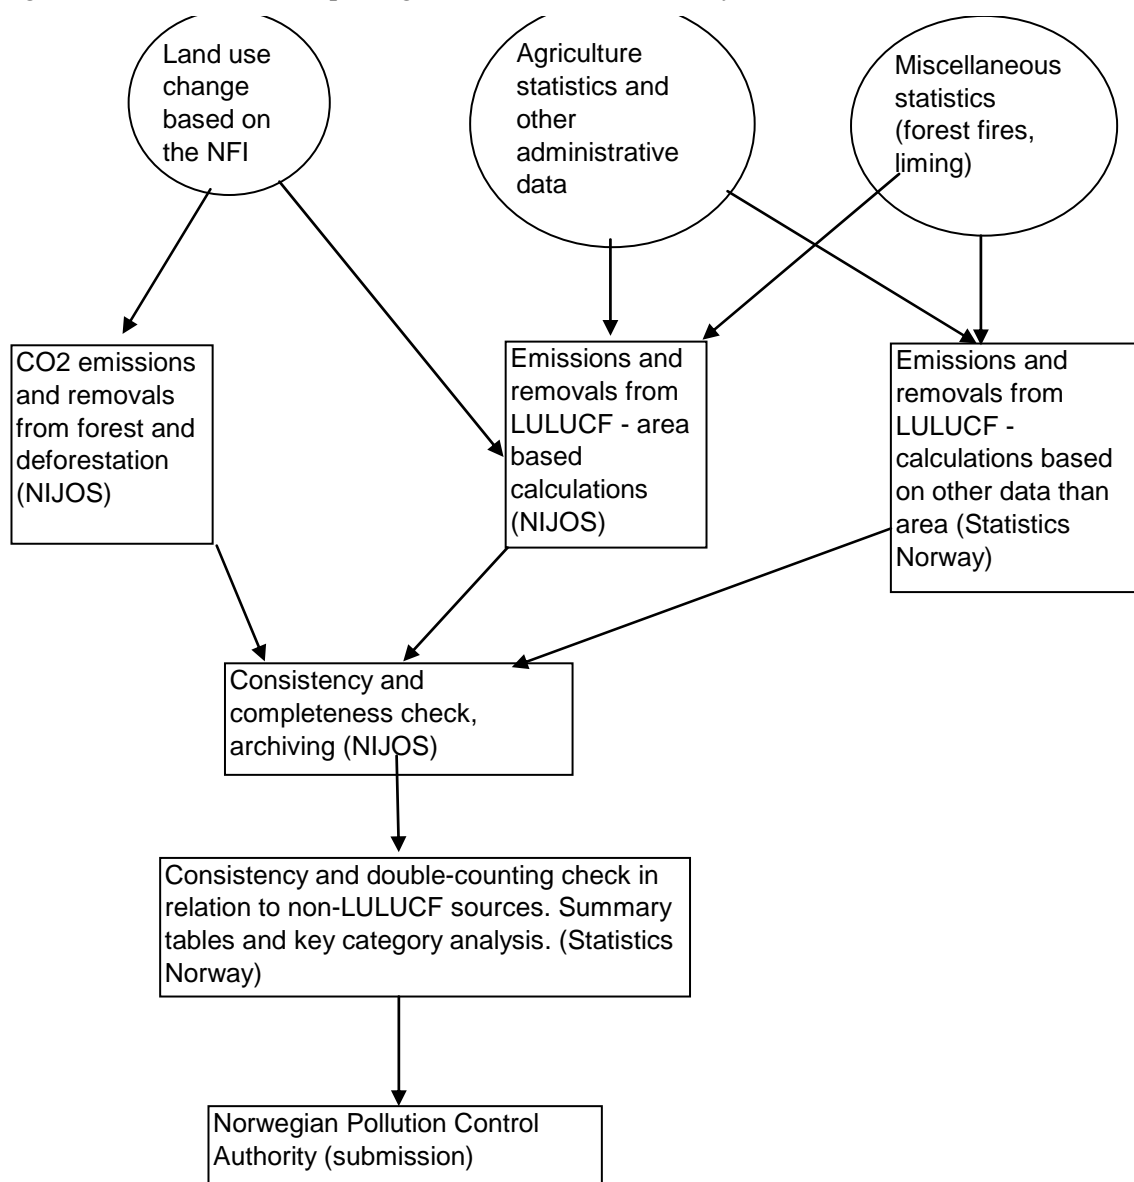 Land use
change
based on
the NFI
Agriculture
statistics and
other
administrative
data
Miscellaneous
statistics
(forest fires,
liming)
CO2 emissions
and removals
from forest and
deforestation
(NIJOS)
Emissions and
removals from
LULUCF - area
based
calculations
(NIJOS)
Emissions and
removals from
LULUCF -
calculations based
on other data than
area (Statistics
Norway)
Consistency and
completeness check,
archiving (NIJOS)
Consistency and double-counting check in
relation to non-LULUCF sources. Summary
tables and key category analysis. (Statistics
Norway)
Norwegian Pollution Control
Authority (submission)